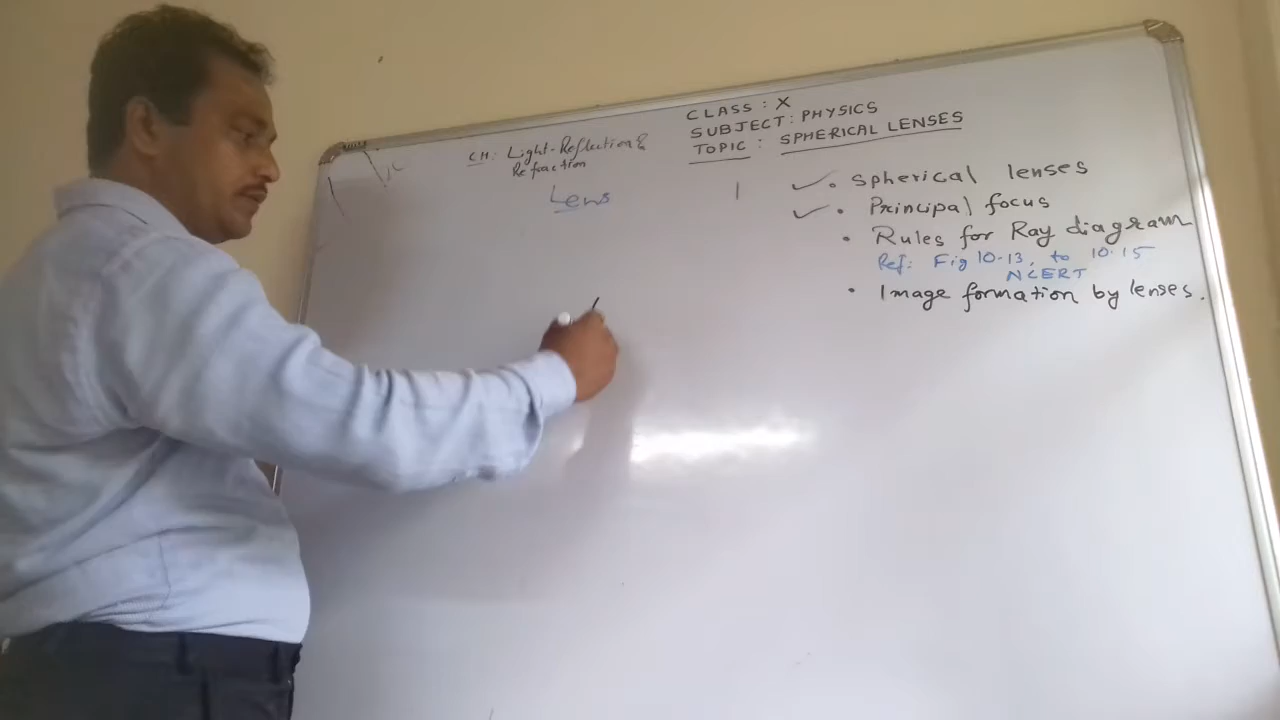 CLASS : X
SUBJECT: PHYSICS
TOPIC : SPHERICAL LENSES
CH: Light-Reflection &
Refraction
Lens
• Spherical lenses
• Principal focus
• Rules for Ray diagram
Ref: Fig 10.13, to 10.15
NCERT
• Image formation by lenses.